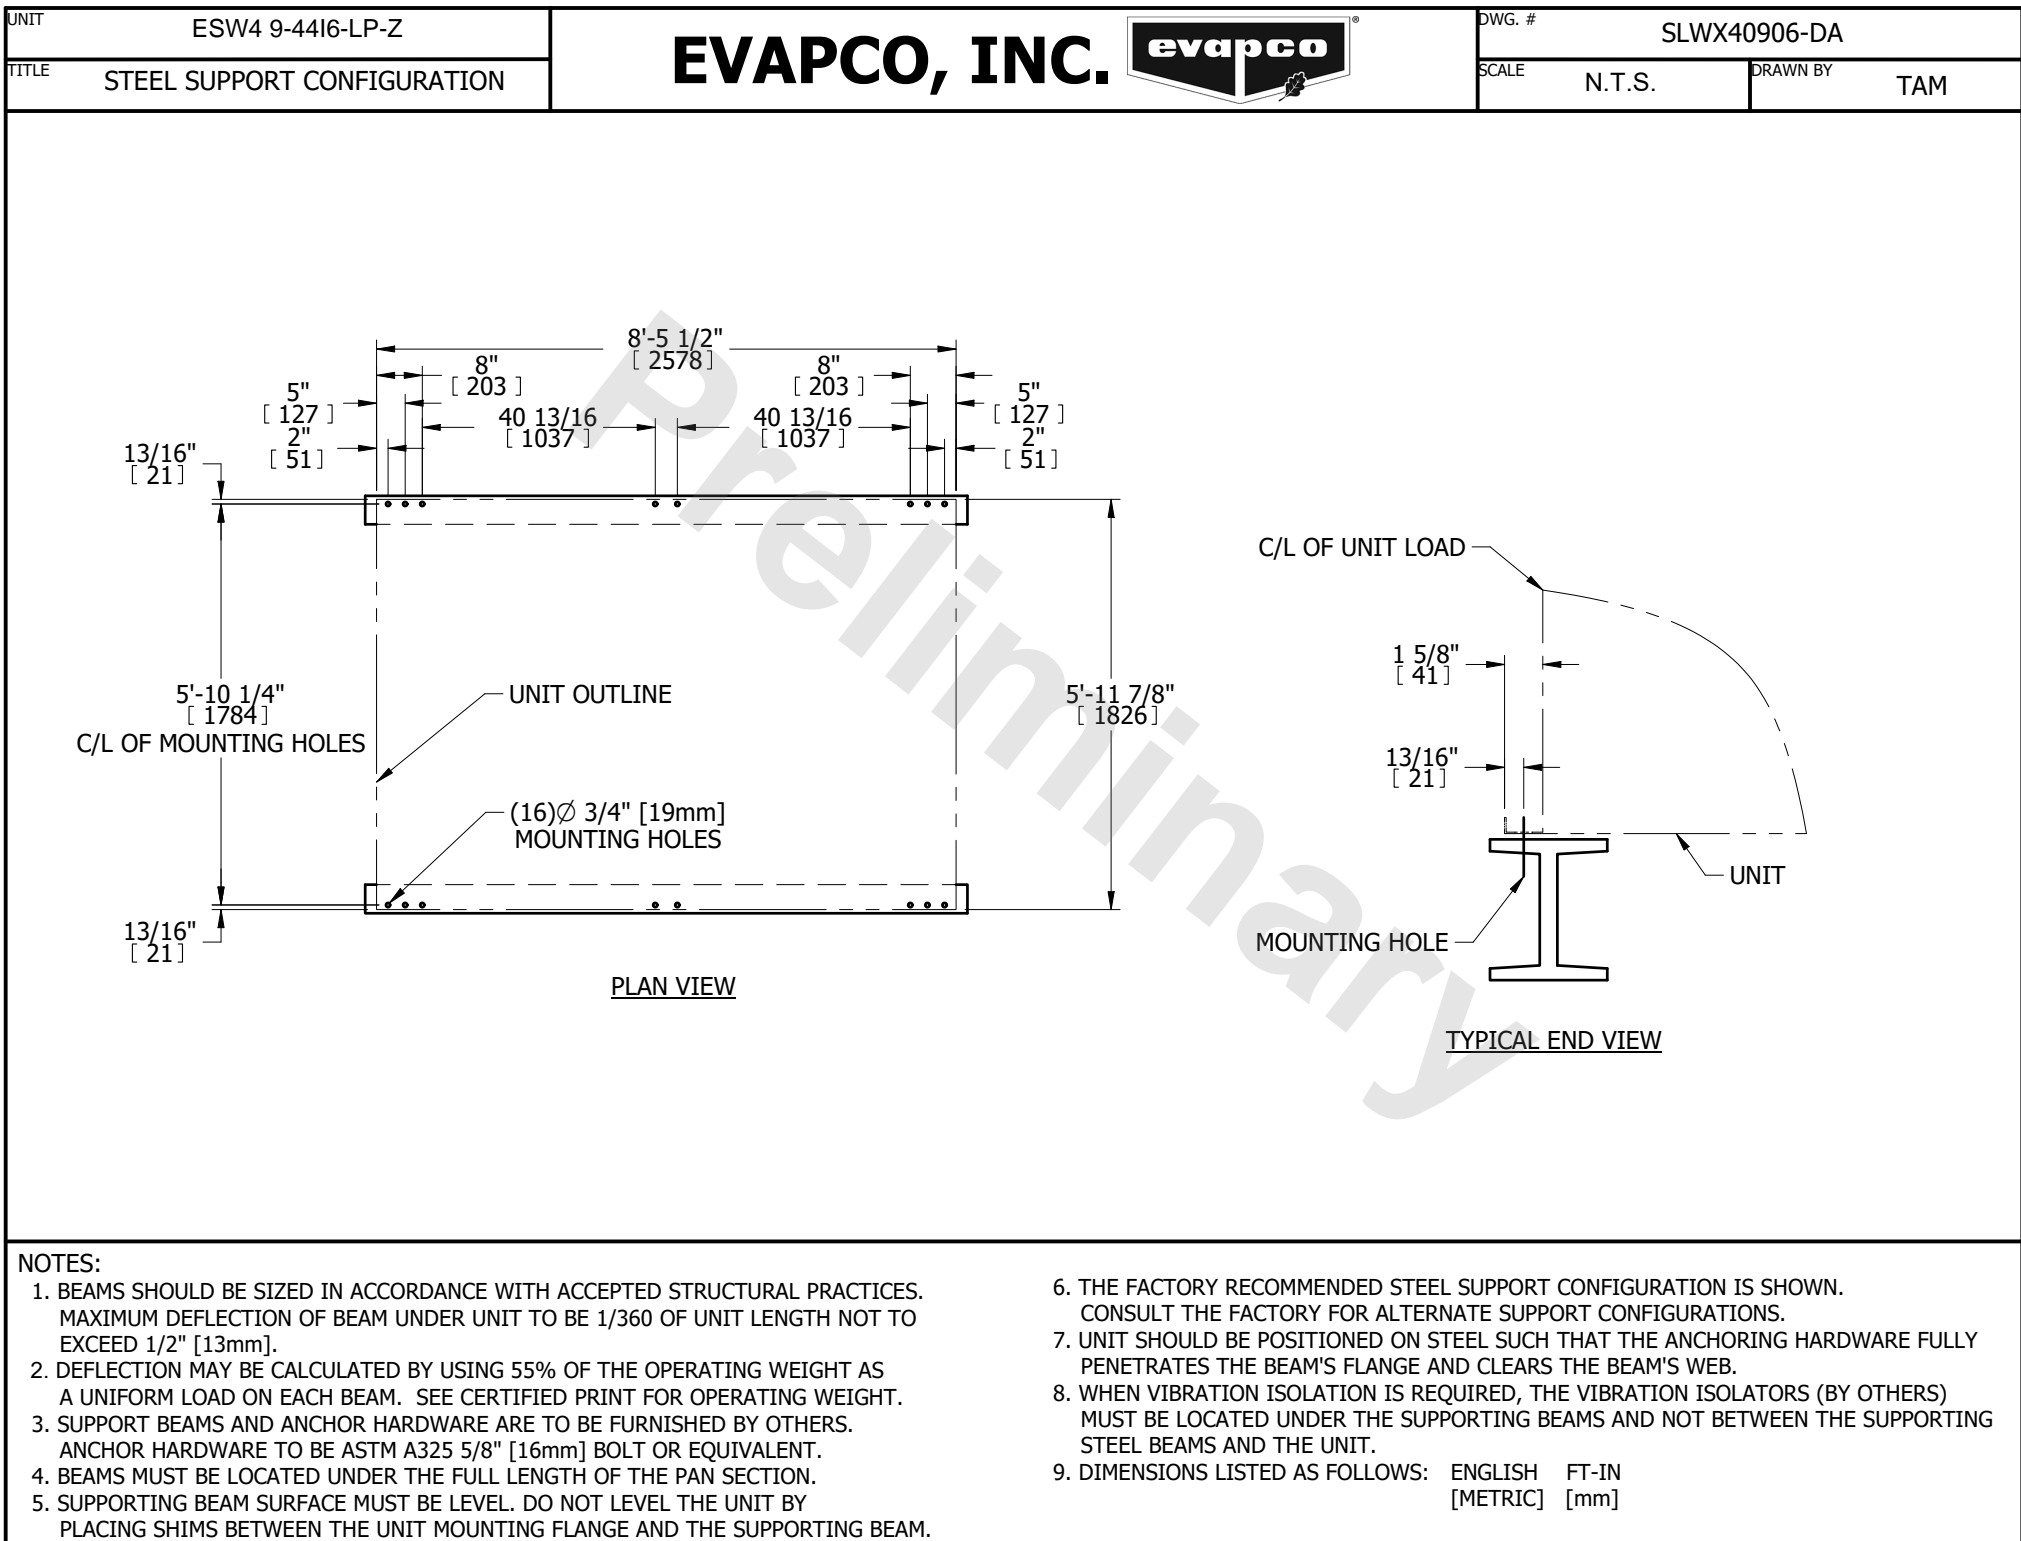 UNIT
ESW4 9-44I6-LP-Z
TITLE
STEEL SUPPORT CONFIGURATION
EVAPCO, INC.
evapco
®
DWG. #
SLWX40906-DA
SCALE
N.T.S.
DRAWN BY
TAM
8'-5 1/2"
[ 2578 ]
8"
[ 203 ]
8"
[ 203 ]
5"
[ 127 ]
5"
[ 127 ]
40 13/16
[ 1037 ]
40 13/16
[ 1037 ]
2"
[ 51 ]
2"
[ 51 ]
13/16"
[ 21 ]
5'-10 1/4"
[ 1784 ]
C/L OF MOUNTING HOLES
UNIT OUTLINE
5'-11 7/8"
[ 1826 ]
(16)Ø 3/4" [19mm]
MOUNTING HOLES
13/16"
[ 21 ]
PLAN VIEW
C/L OF UNIT LOAD
1 5/8"
[ 41 ]
13/16"
[ 21 ]
UNIT
MOUNTING HOLE
TYPICAL END VIEW
Preliminary
NOTES:
1. BEAMS SHOULD BE SIZED IN ACCORDANCE WITH ACCEPTED STRUCTURAL PRACTICES.
MAXIMUM DEFLECTION OF BEAM UNDER UNIT TO BE 1/360 OF UNIT LENGTH NOT TO
EXCEED 1/2" [13mm].
2. DEFLECTION MAY BE CALCULATED BY USING 55% OF THE OPERATING WEIGHT AS
A UNIFORM LOAD ON EACH BEAM. SEE CERTIFIED PRINT FOR OPERATING WEIGHT.
3. SUPPORT BEAMS AND ANCHOR HARDWARE ARE TO BE FURNISHED BY OTHERS.
ANCHOR HARDWARE TO BE ASTM A325 5/8" [16mm] BOLT OR EQUIVALENT.
4. BEAMS MUST BE LOCATED UNDER THE FULL LENGTH OF THE PAN SECTION.
5. SUPPORTING BEAM SURFACE MUST BE LEVEL. DO NOT LEVEL THE UNIT BY
PLACING SHIMS BETWEEN THE UNIT MOUNTING FLANGE AND THE SUPPORTING BEAM.
6. THE FACTORY RECOMMENDED STEEL SUPPORT CONFIGURATION IS SHOWN.
CONSULT THE FACTORY FOR ALTERNATE SUPPORT CONFIGURATIONS.
7. UNIT SHOULD BE POSITIONED ON STEEL SUCH THAT THE ANCHORING HARDWARE FULLY
PENETRATES THE BEAM'S FLANGE AND CLEARS THE BEAM'S WEB.
8. WHEN VIBRATION ISOLATION IS REQUIRED, THE VIBRATION ISOLATORS (BY OTHERS)
MUST BE LOCATED UNDER THE SUPPORTING BEAMS AND NOT BETWEEN THE SUPPORTING
STEEL BEAMS AND THE UNIT.
9. DIMENSIONS LISTED AS FOLLOWS: ENGLISH FT-IN
[METRIC] [mm]